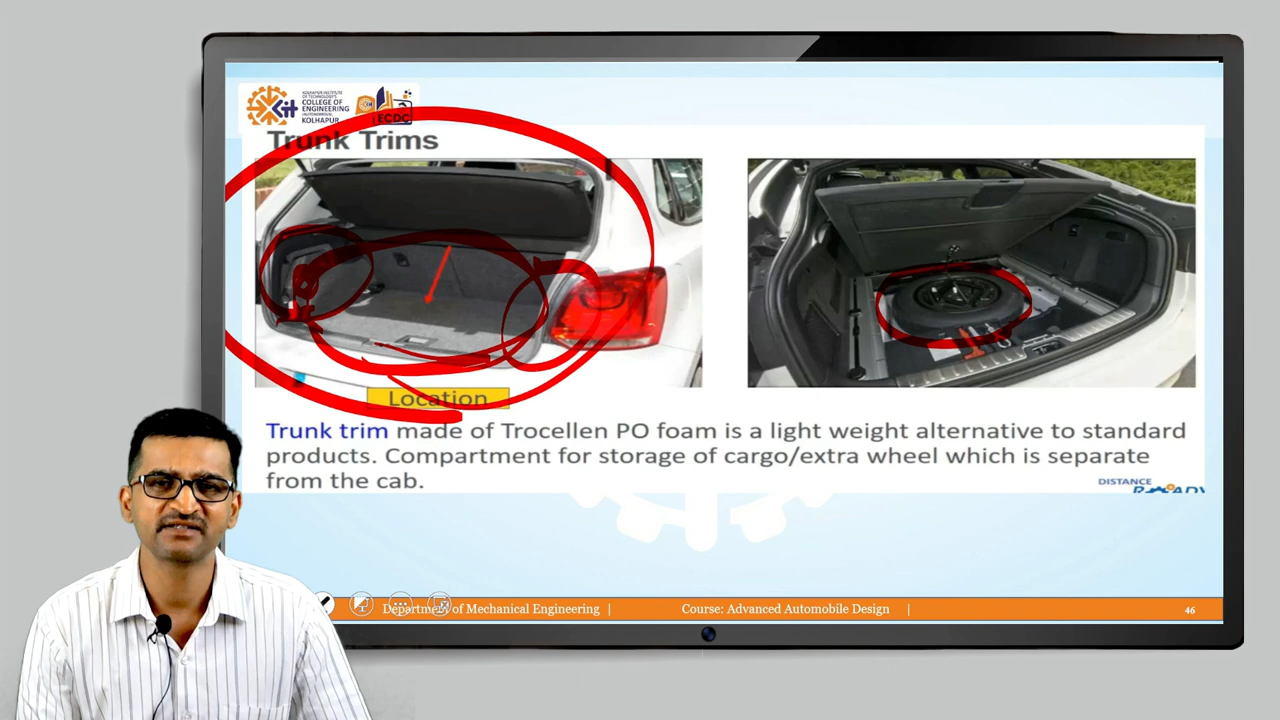 KOLHAPUR INSTITUTE
OF TECHNOLOGY'S
COLLEGE OF
ENGINEERING
(AUTONOMOUS),
KOLHAPUR
ECDC
Trunk Trims
Location
Trunk trim made of Trocellen PO foam is a light weight alternative to standard
products. Compartment for storage of cargo/extra wheel which is separate
from the cab.
DISTANCE
Department of Mechanical Engineering |
Course: Advanced Automobile Design |
46